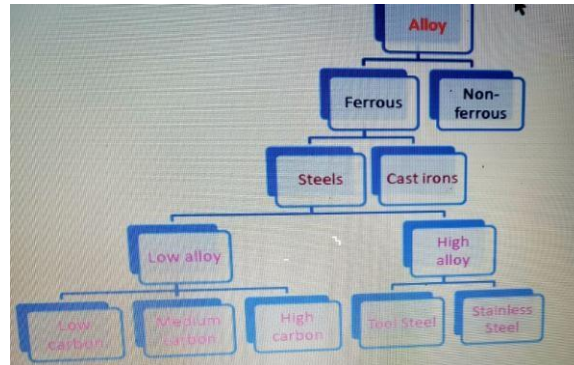 Alloy
Ferrous
Non-
ferrous
Steels
Cast irons
Low alloy
High
alloy
Low
carbon
Medium
carbon
High
carbon
Tool Steel
Stainless
Steel